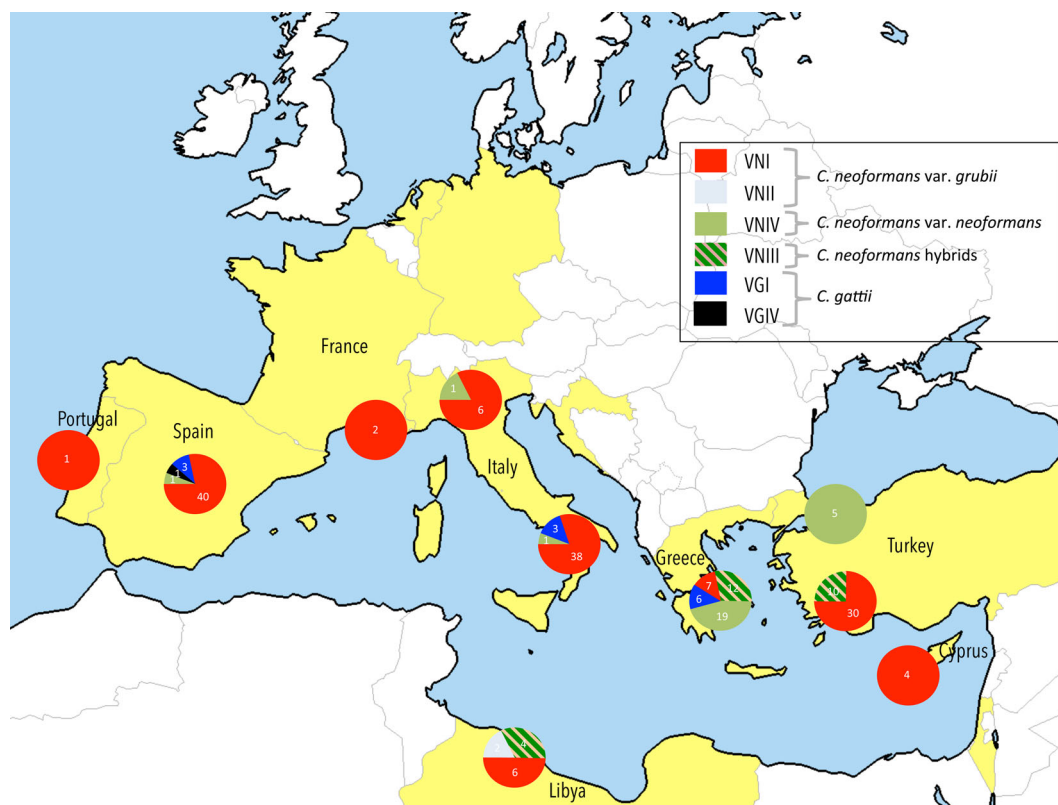 VNI
VNII
C. neoformans var. grubii
VNIV
C. neoformans var. neoformans
VNIII
C. neoformans hybrids
VGI
VGIV
C. gattii
France
1
6
2
Portugal
Spain
1
3
1
1
40
Italy
3
1
38
5
Turkey
Greece
7
12
6
19
10
30
Cyprus
4
2
4
6
Libya